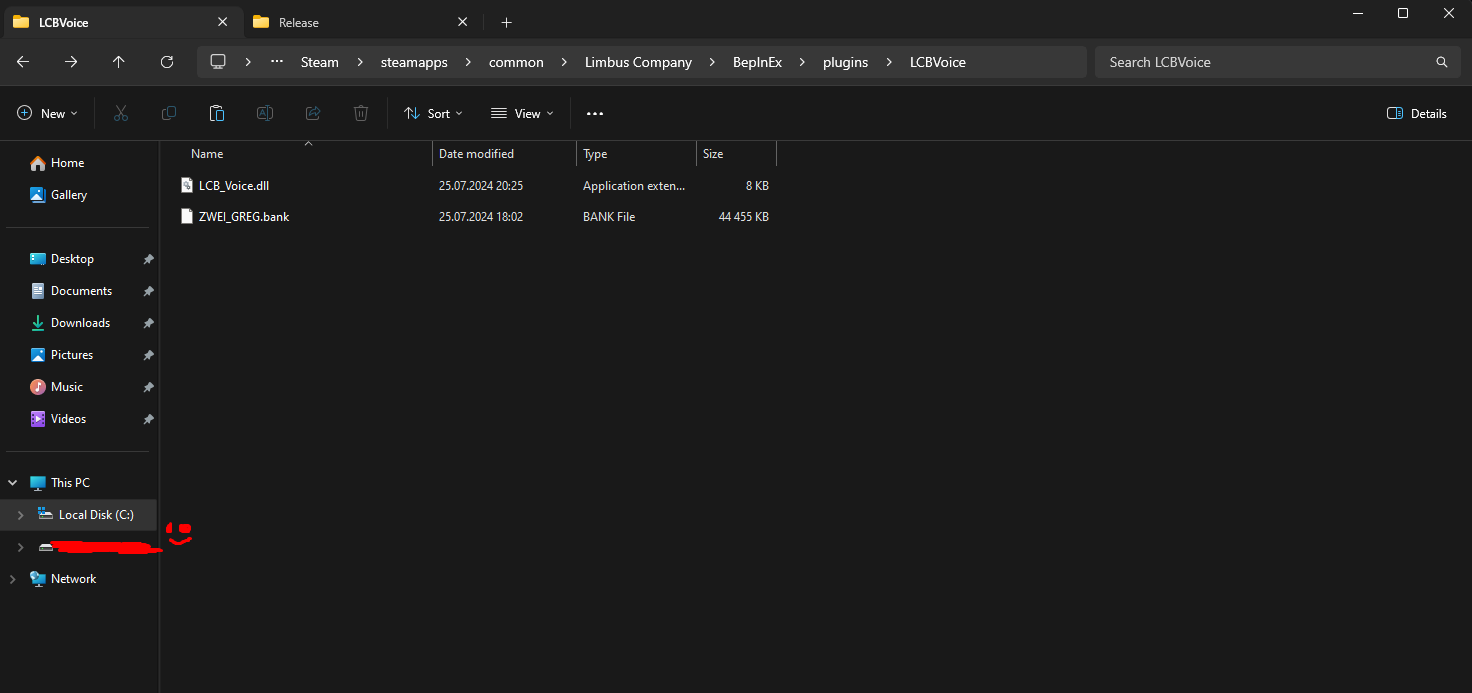 LCBVoice
Release
Steam > steamapps > common > Limbus Company > BepInEx > plugins > LCBVoice
Search LCBVoice
New
Sort
View
Details
Name Date modified Type Size
LCB_Voice.dll 25.07.2024 20:25 Application exten... 8 KB
ZWEI_GREG.bank 25.07.2024 18:02 BANK File 44 455 KB
Home
Gallery
Desktop
Documents
Downloads
Pictures
Music
Videos
This PC
Local Disk (C:)
Network